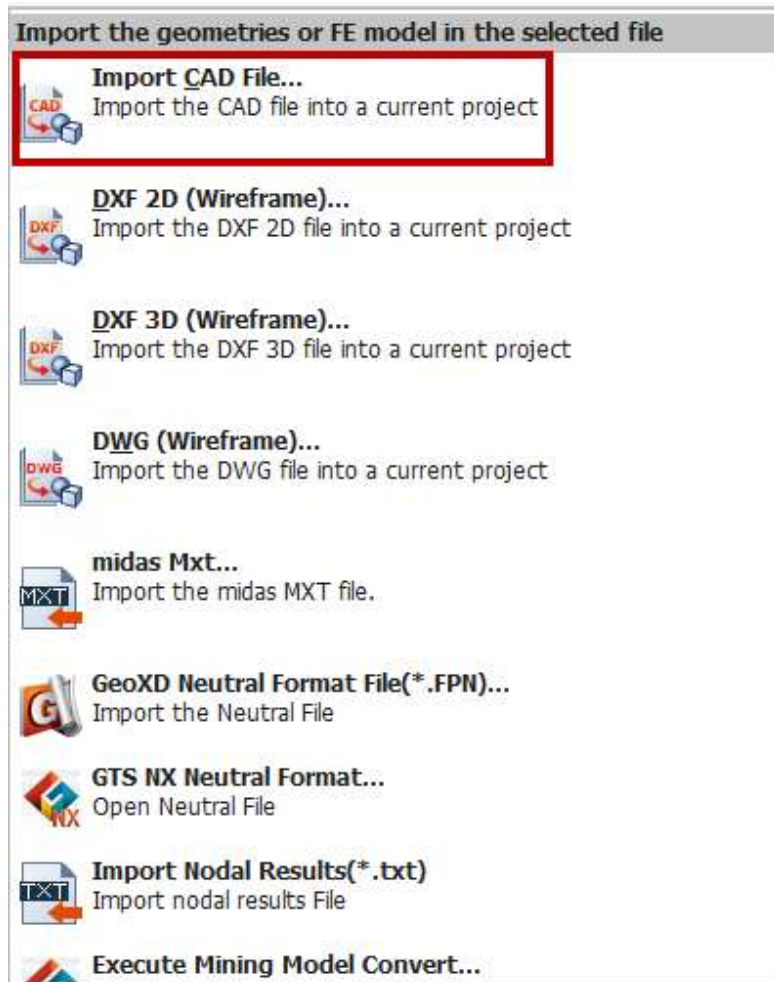 Import the geometries or FE model in the selected file
CAD
Import CAD File...
Import the CAD file into a current project
DXF
DXF 2D (Wireframe)...
Import the DXF 2D file into a current project
DXF
DXF 3D (Wireframe)...
Import the DXF 3D file into a current project
DWG
DWG (Wireframe)...
Import the DWG file into a current project
MXT
midas Mxt...
Import the midas MXT file.
G
GeoXD Neutral Format File(*.FPN)...
Import the Neutral File
NX
GTS NX Neutral Format...
Open Neutral File
TXT
Import Nodal Results(*.txt)
Import nodal results File
Execute Mining Model Convert...